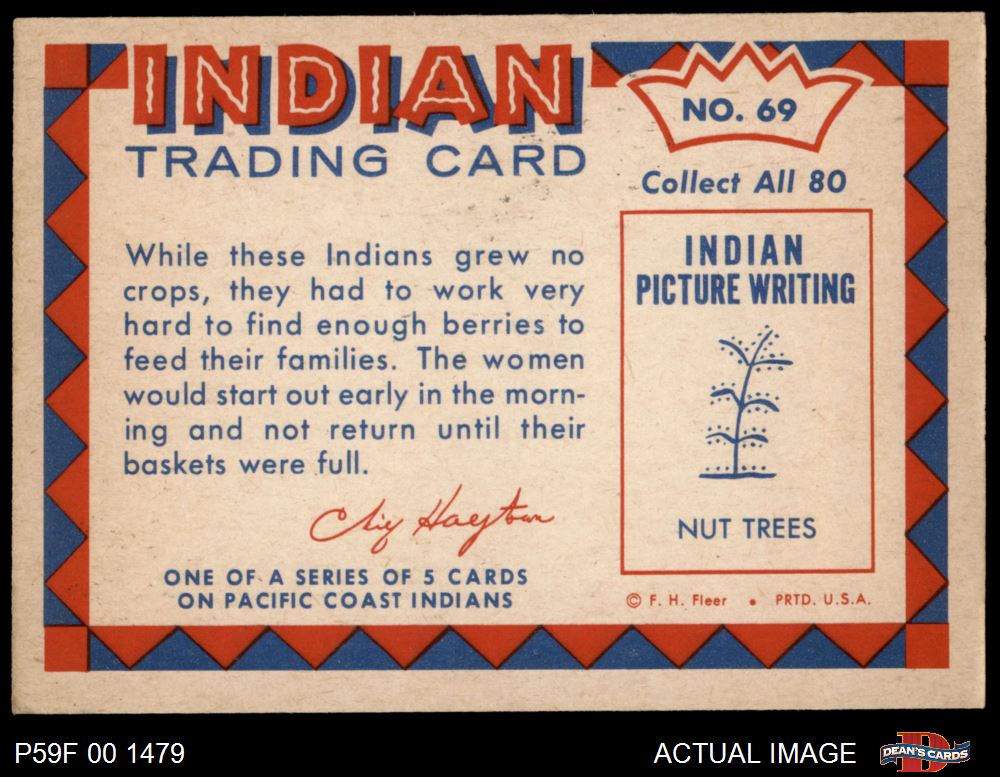 INDIAN
TRADING CARD
NO. 69
Collect All 80
While these Indians grew no
crops, they had to work very
hard to find enough berries to
feed their families. The women
would start out early in the morn-
ing and not return until their
baskets were full.
Chief Haystown
ONE OF A SERIES OF 5 CARDS
ON PACIFIC COAST INDIANS
INDIAN
PICTURE WRITING
NUT TREES
© F. H. Fleer • PRTD. U.S.A.
P59F 00 1479
ACTUAL IMAGE
D
DEAN'S CARDS